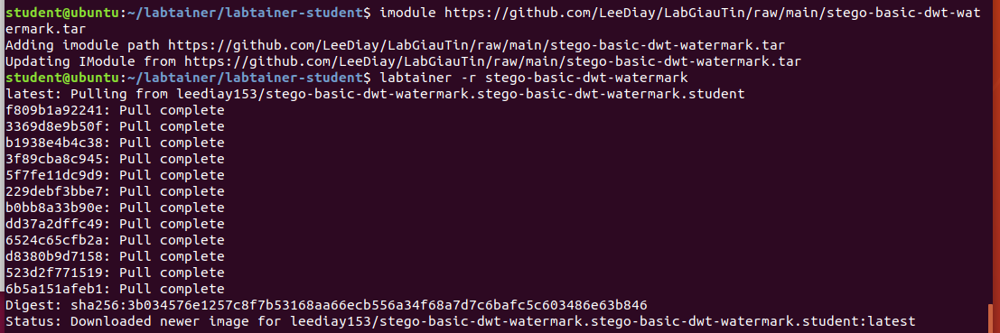 student@ubuntu:~/labtainer/labtainer-student$ imodule https://github.com/LeeDiay/LabGiauTin/raw/main/stego-basic-dwt-wat
ermark.tar
Adding imodule path https://github.com/LeeDiay/LabGiauTin/raw/main/stego-basic-dwt-watermark.tar
Updating IModule from https://github.com/LeeDiay/LabGiauTin/raw/main/stego-basic-dwt-watermark.tar
student@ubuntu:~/labtainer/labtainer-student$ labtainer -r stego-basic-dwt-watermark
latest: Pulling from leediay153/stego-basic-dwt-watermark.stego-basic-dwt-watermark.student
f809b1a92241: Pull complete
3369d8e9b50f: Pull complete
b1938e4b4c38: Pull complete
3f89cba8c945: Pull complete
5f7fe11dc9d9: Pull complete
229debf3bbe7: Pull complete
b0bb8a33b90e: Pull complete
dd37a2dffc49: Pull complete
6524c65cfb2a: Pull complete
d8380b9d7158: Pull complete
523d2f771519: Pull complete
6b5a151afeb1: Pull complete
Digest: sha256:3b034576e1257c8f7b53168aa66ecb556a34f68a7d7c6bafc5c603486e63b846
Status: Downloaded newer image for leediay153/stego-basic-dwt-watermark.stego-basic-dwt-watermark.student:latest